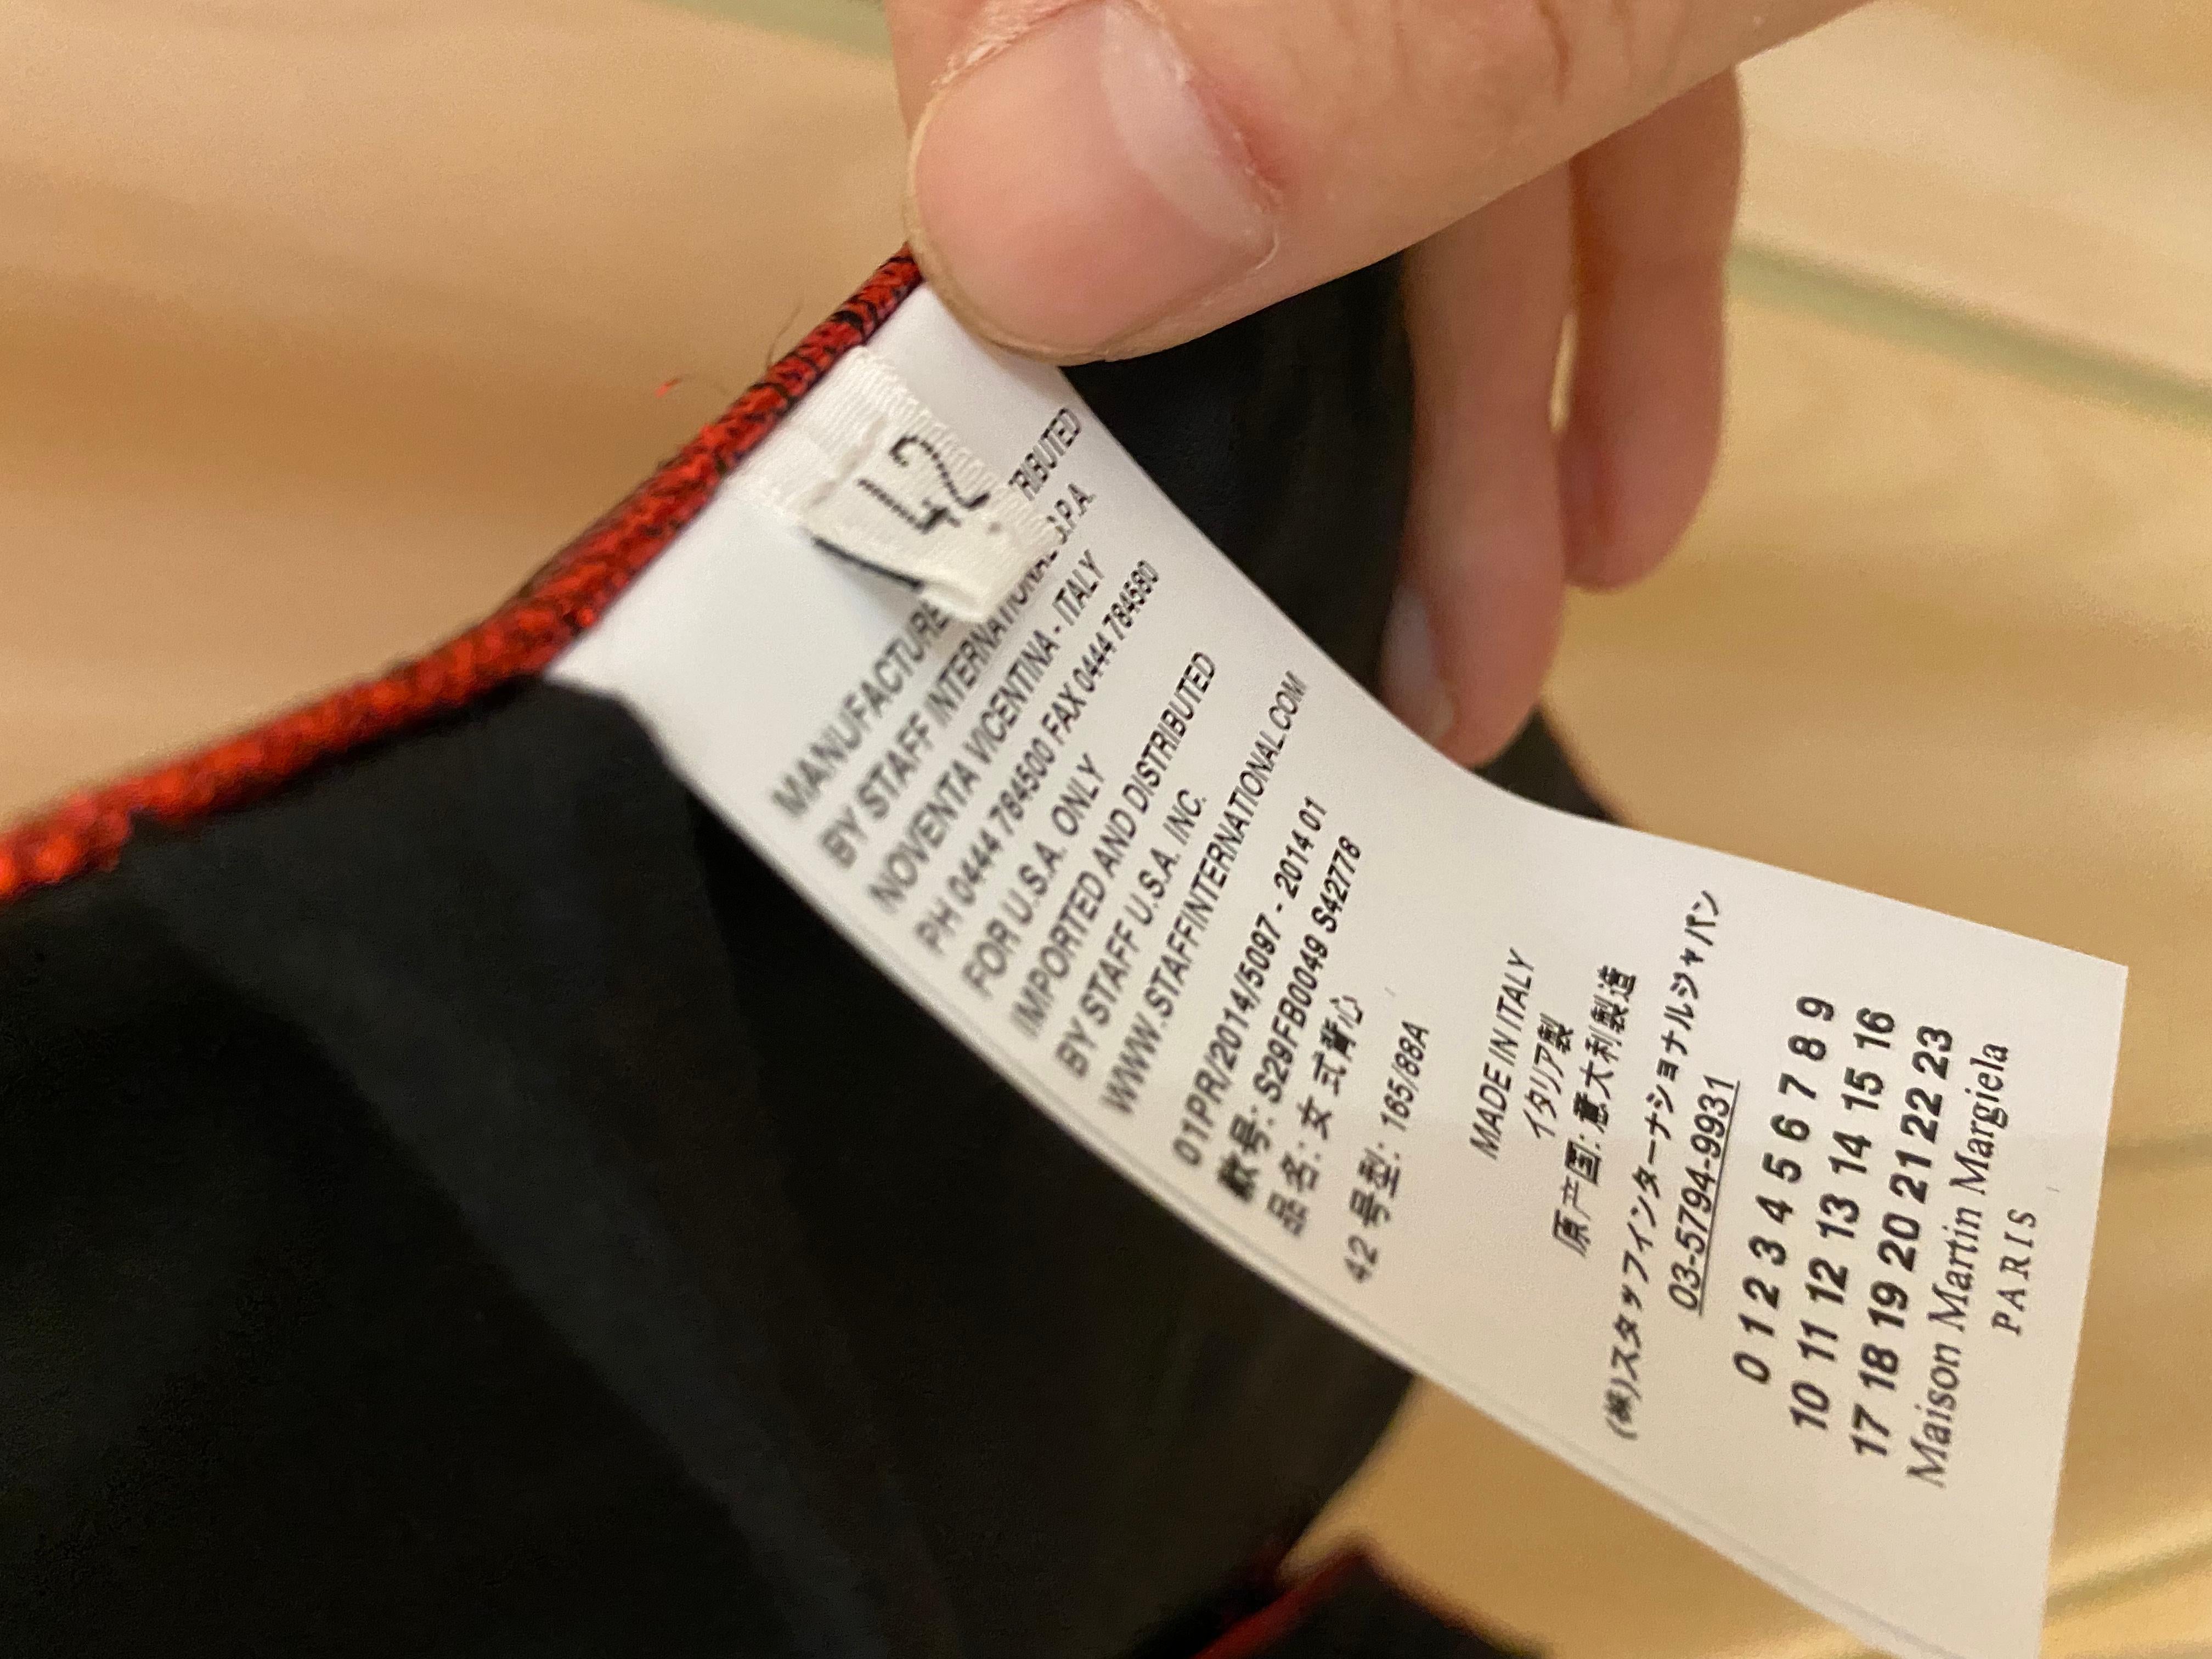 42
MANUFACTURE RIBUTED
BY STAFF INTERNATIONAL S.P.A.
NOVENTA VICENTINA - ITALY
PH 0444 784500 FAX 0444 784580
FOR U.S.A. ONLY
IMPORTED AND DISTRIBUTED
BY STAFF U.S.A. INC.
WWW.STAFFINTERNATIONAL.COM
01PR/2014/5097 - 2014 01
款号: S29FB0049 S42778
品名: 女式背心
42 号型: 165/88A
MADE IN ITALY
イタリア製
原产国: 意大利製造
(株)スタッフインターナショナルジャパン
03-5794-9931
0 1 2 3 4 5 6 7 8 9
10 11 12 13 14 15 16
17 18 19 20 21 22 23
Maison Martin Margiela
PARIS